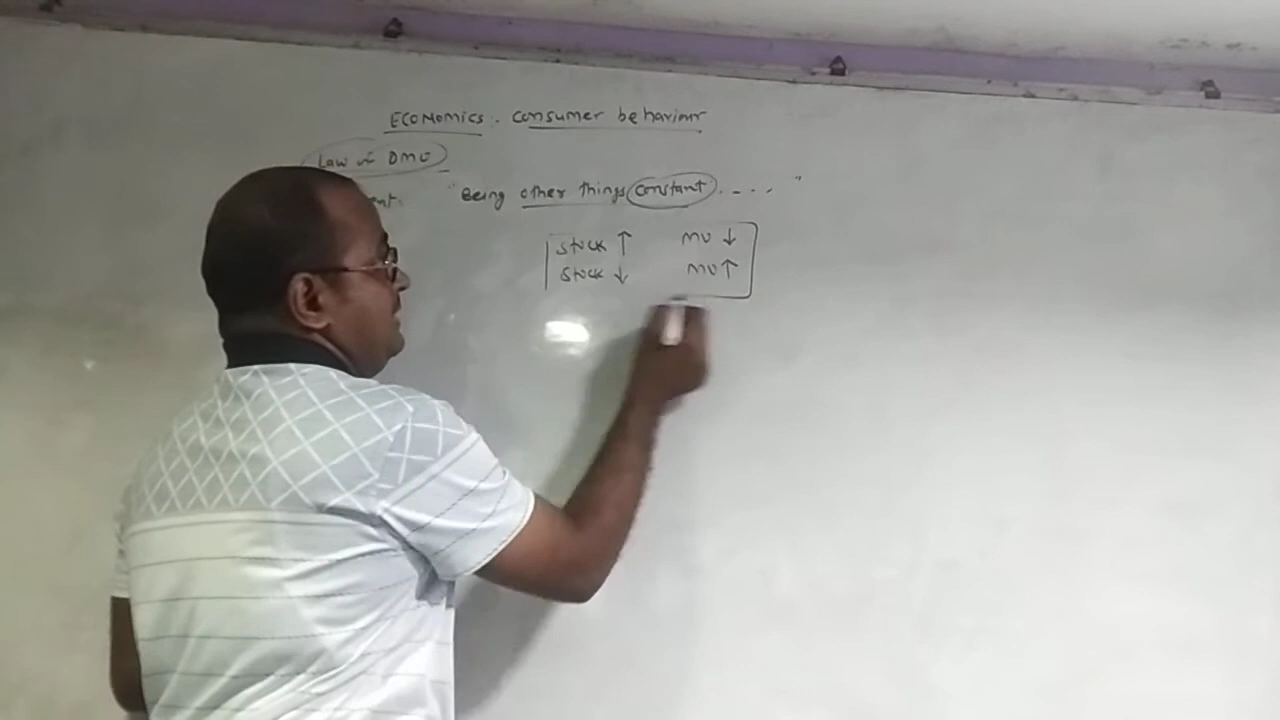 ECONOMICS. Consumer behaviour
Law of DMU
"Being other things constant . - . . . "
Stock ↑ MU ↓
Stock ↓ MU ↑